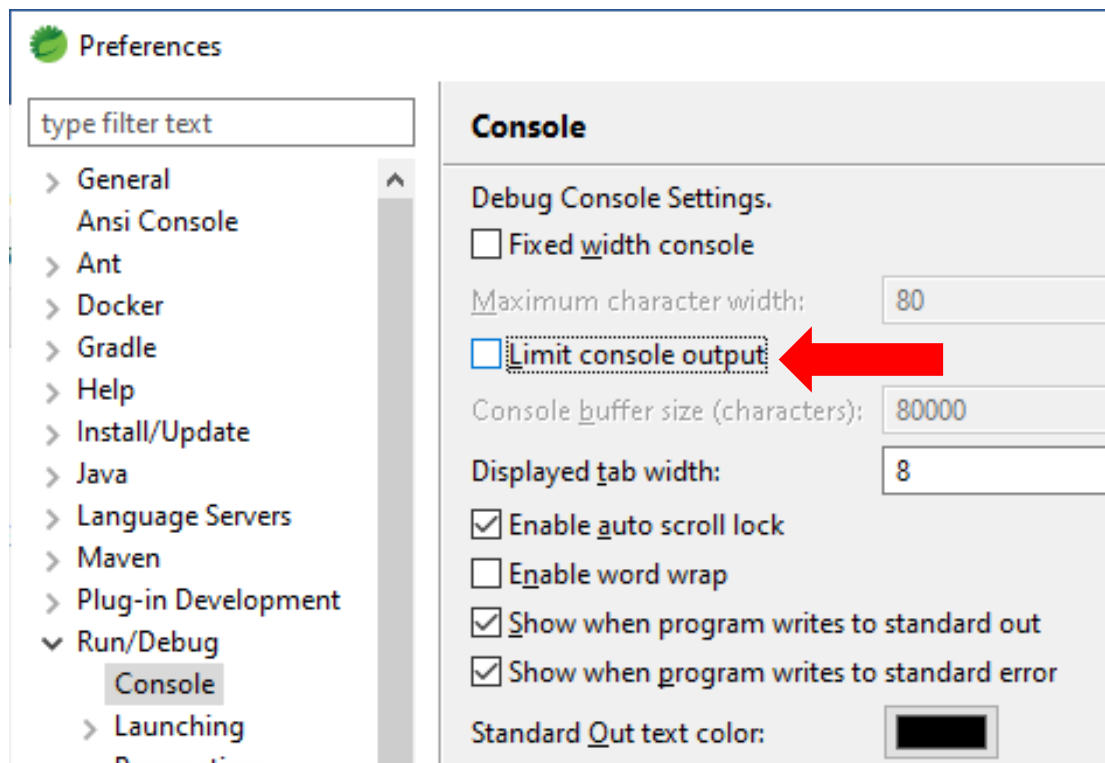 Preferences
type filter text
General
Ansi Console
Ant
Docker
Gradle
Help
Install/Update
Java
Language Servers
Maven
Plug-in Development
Run/Debug
Console
Launching
Console
Debug Console Settings.
Fixed width console
Maximum character width: 80
Limit console output
Console buffer size (characters): 80000
Displayed tab width: 8
Enable auto scroll lock
Enable word wrap
Show when program writes to standard out
Show when program writes to standard error
Standard Out text color: